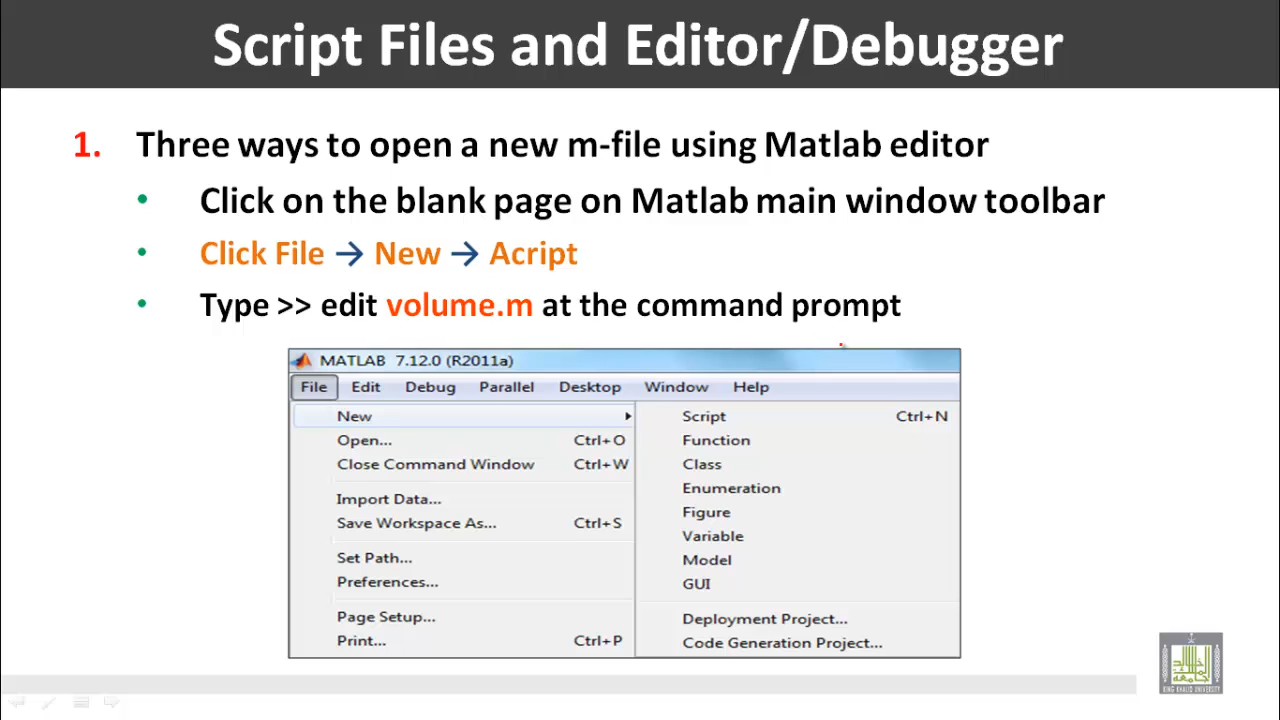 Script Files and Editor/Debugger
1. Three ways to open a new m-file using Matlab editor
• Click on the blank page on Matlab main window toolbar
• Click File → New → Acript
• Type >> edit volume.m at the command prompt
MATLAB 7.12.0 (R2011a)
File Edit Debug Parallel Desktop Window Help
New
Open... Ctrl+O
Close Command Window Ctrl+W
Import Data...
Save Workspace As... Ctrl+S
Set Path...
Preferences...
Page Setup...
Print... Ctrl+P
Script Ctrl+N
Function
Class
Enumeration
Figure
Variable
Model
GUI
Deployment Project...
Code Generation Project...
KING KHALID UNIVERSITY